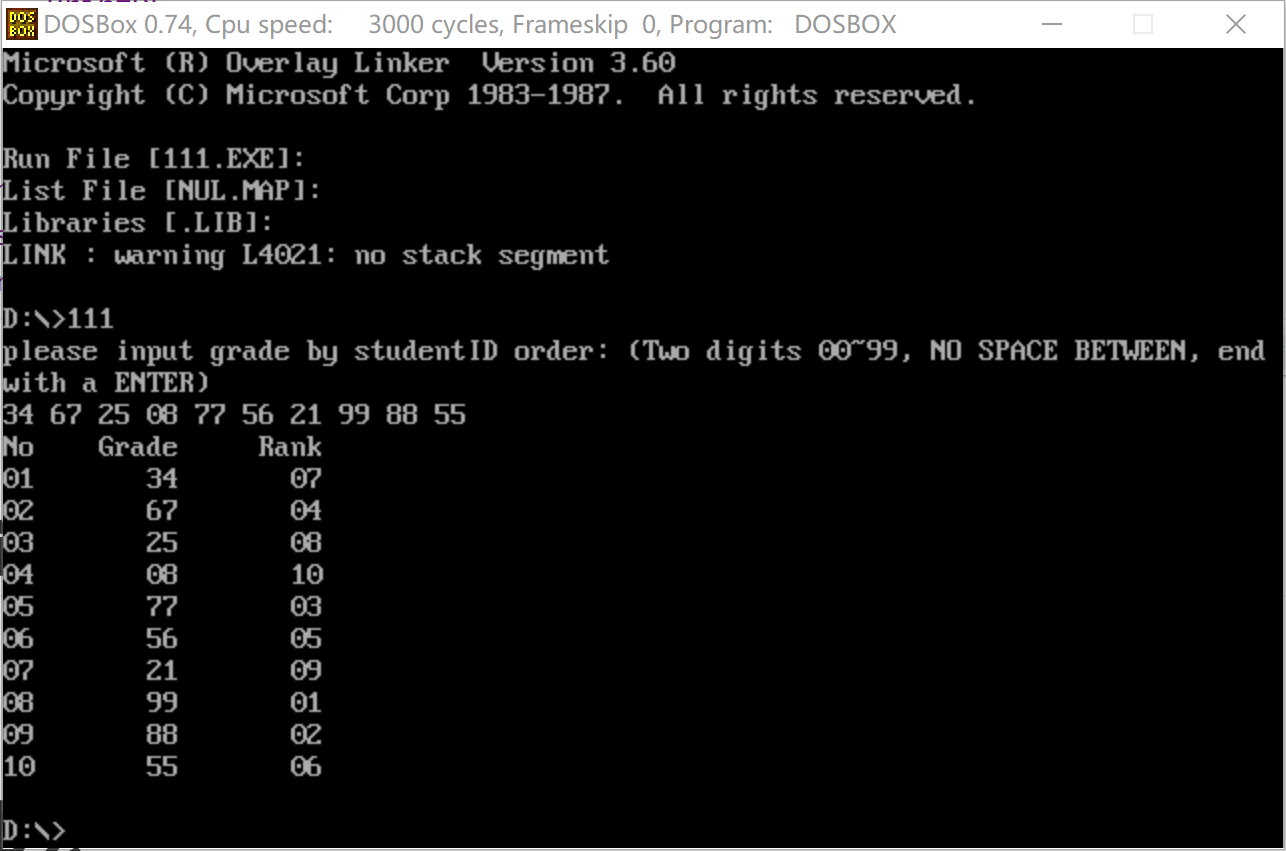 DOS BOX DOSBox 0.74, Cpu speed: 3000 cycles, Frameskip 0, Program: DOSBOX
Microsoft (R) Overlay Linker Version 3.60
Copyright (C) Microsoft Corp 1983-1987. All rights reserved.
Run File [111.EXE]:
List File [NUL.MAP]:
Libraries [.LIB]:
LINK : warning L4021: no stack segment
D:\>111
please input grade by studentID order: (Two digits 00~99, NO SPACE BETWEEN, end
with a ENTER)
34 67 25 08 77 56 21 99 88 55
No Grade Rank
01 34 07
02 67 04
03 25 08
04 08 10
05 77 03
06 56 05
07 21 09
08 99 01
09 88 02
10 55 06
D:\>